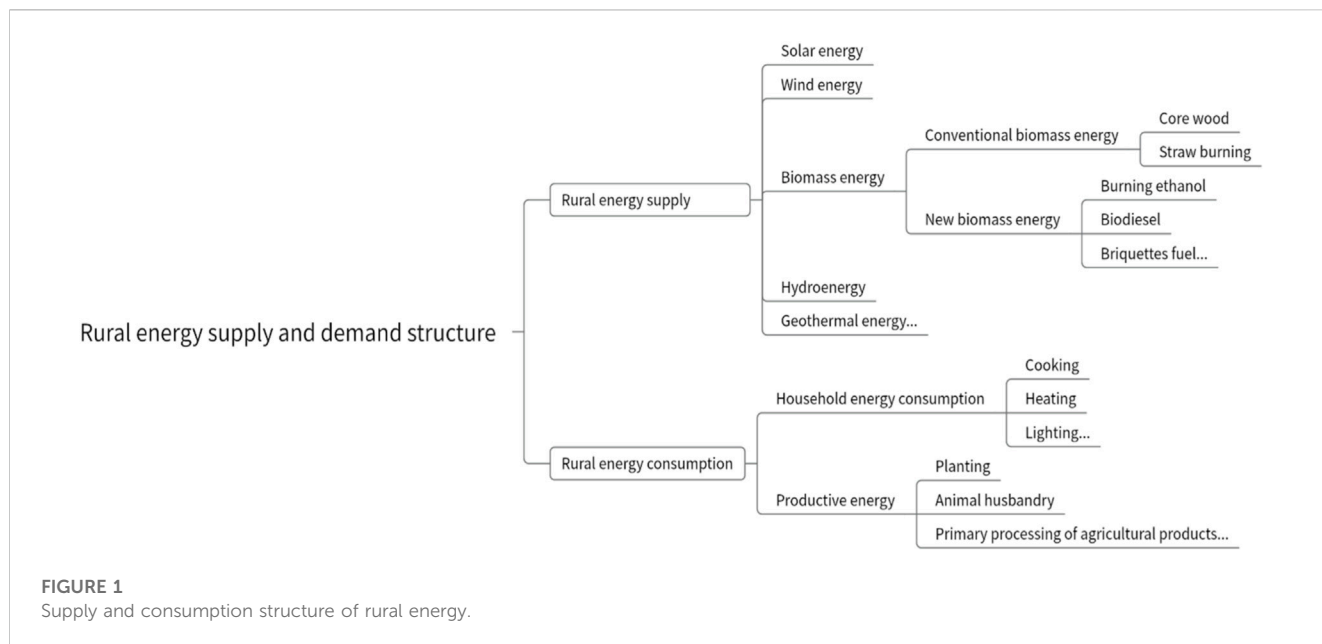 Solar energy
Wind energy
Core wood
Conventional biomass energy
Straw burning
Biomass energy
Burning ethanol
Rural energy supply
New biomass energy
Biodiesel
Briquettes fuel...
Hydroenergy
Geothermal energy...
Rural energy supply and demand structure
Cooking
Household energy consumption
Heating
Lighting...
Rural energy consumption
Planting
Productive energy
Animal husbandry
Primary processing of agricultural products...
FIGURE 1
Supply and consumption structure of rural energy.